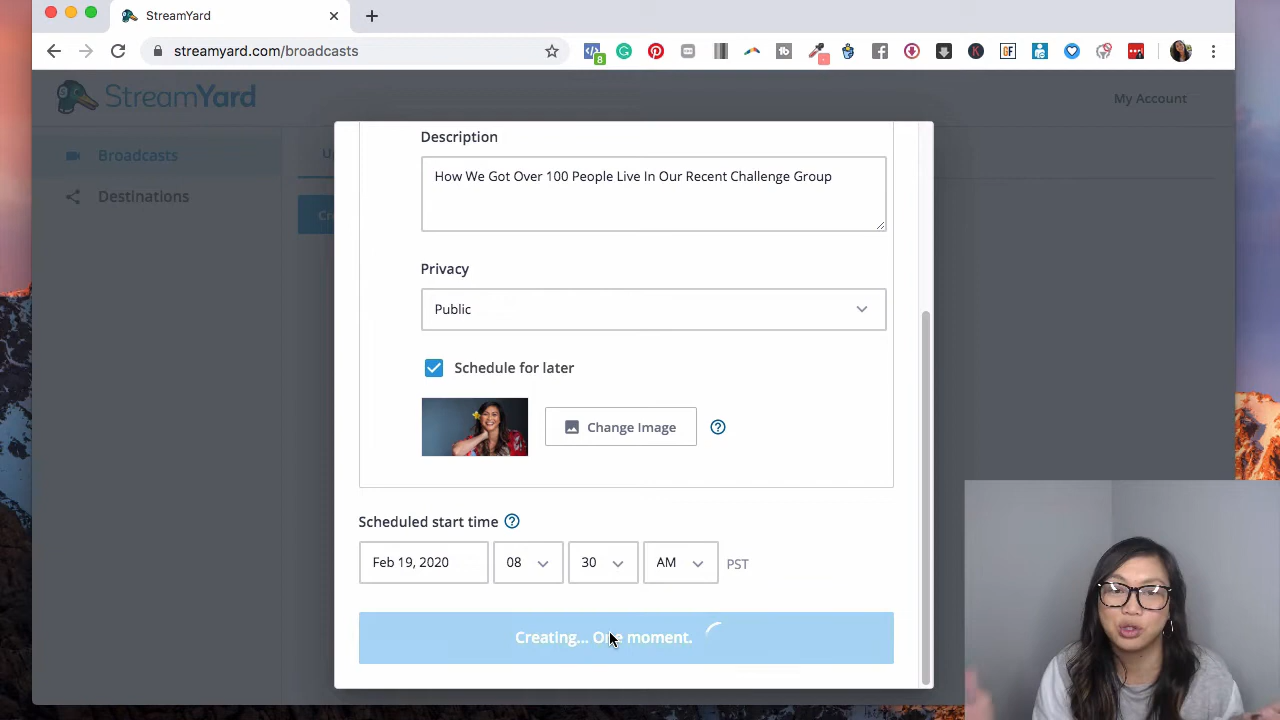 StreamYard
streamyard.com/broadcasts
8
GF
StreamYard
My Account
Broadcasts
Destinations
Description
How We Got Over 100 People Live In Our Recent Challenge Group
Privacy
Public
Schedule for later
Change Image
Scheduled start time
Feb 19, 2020
08
30
AM
PST
Creating... One moment.